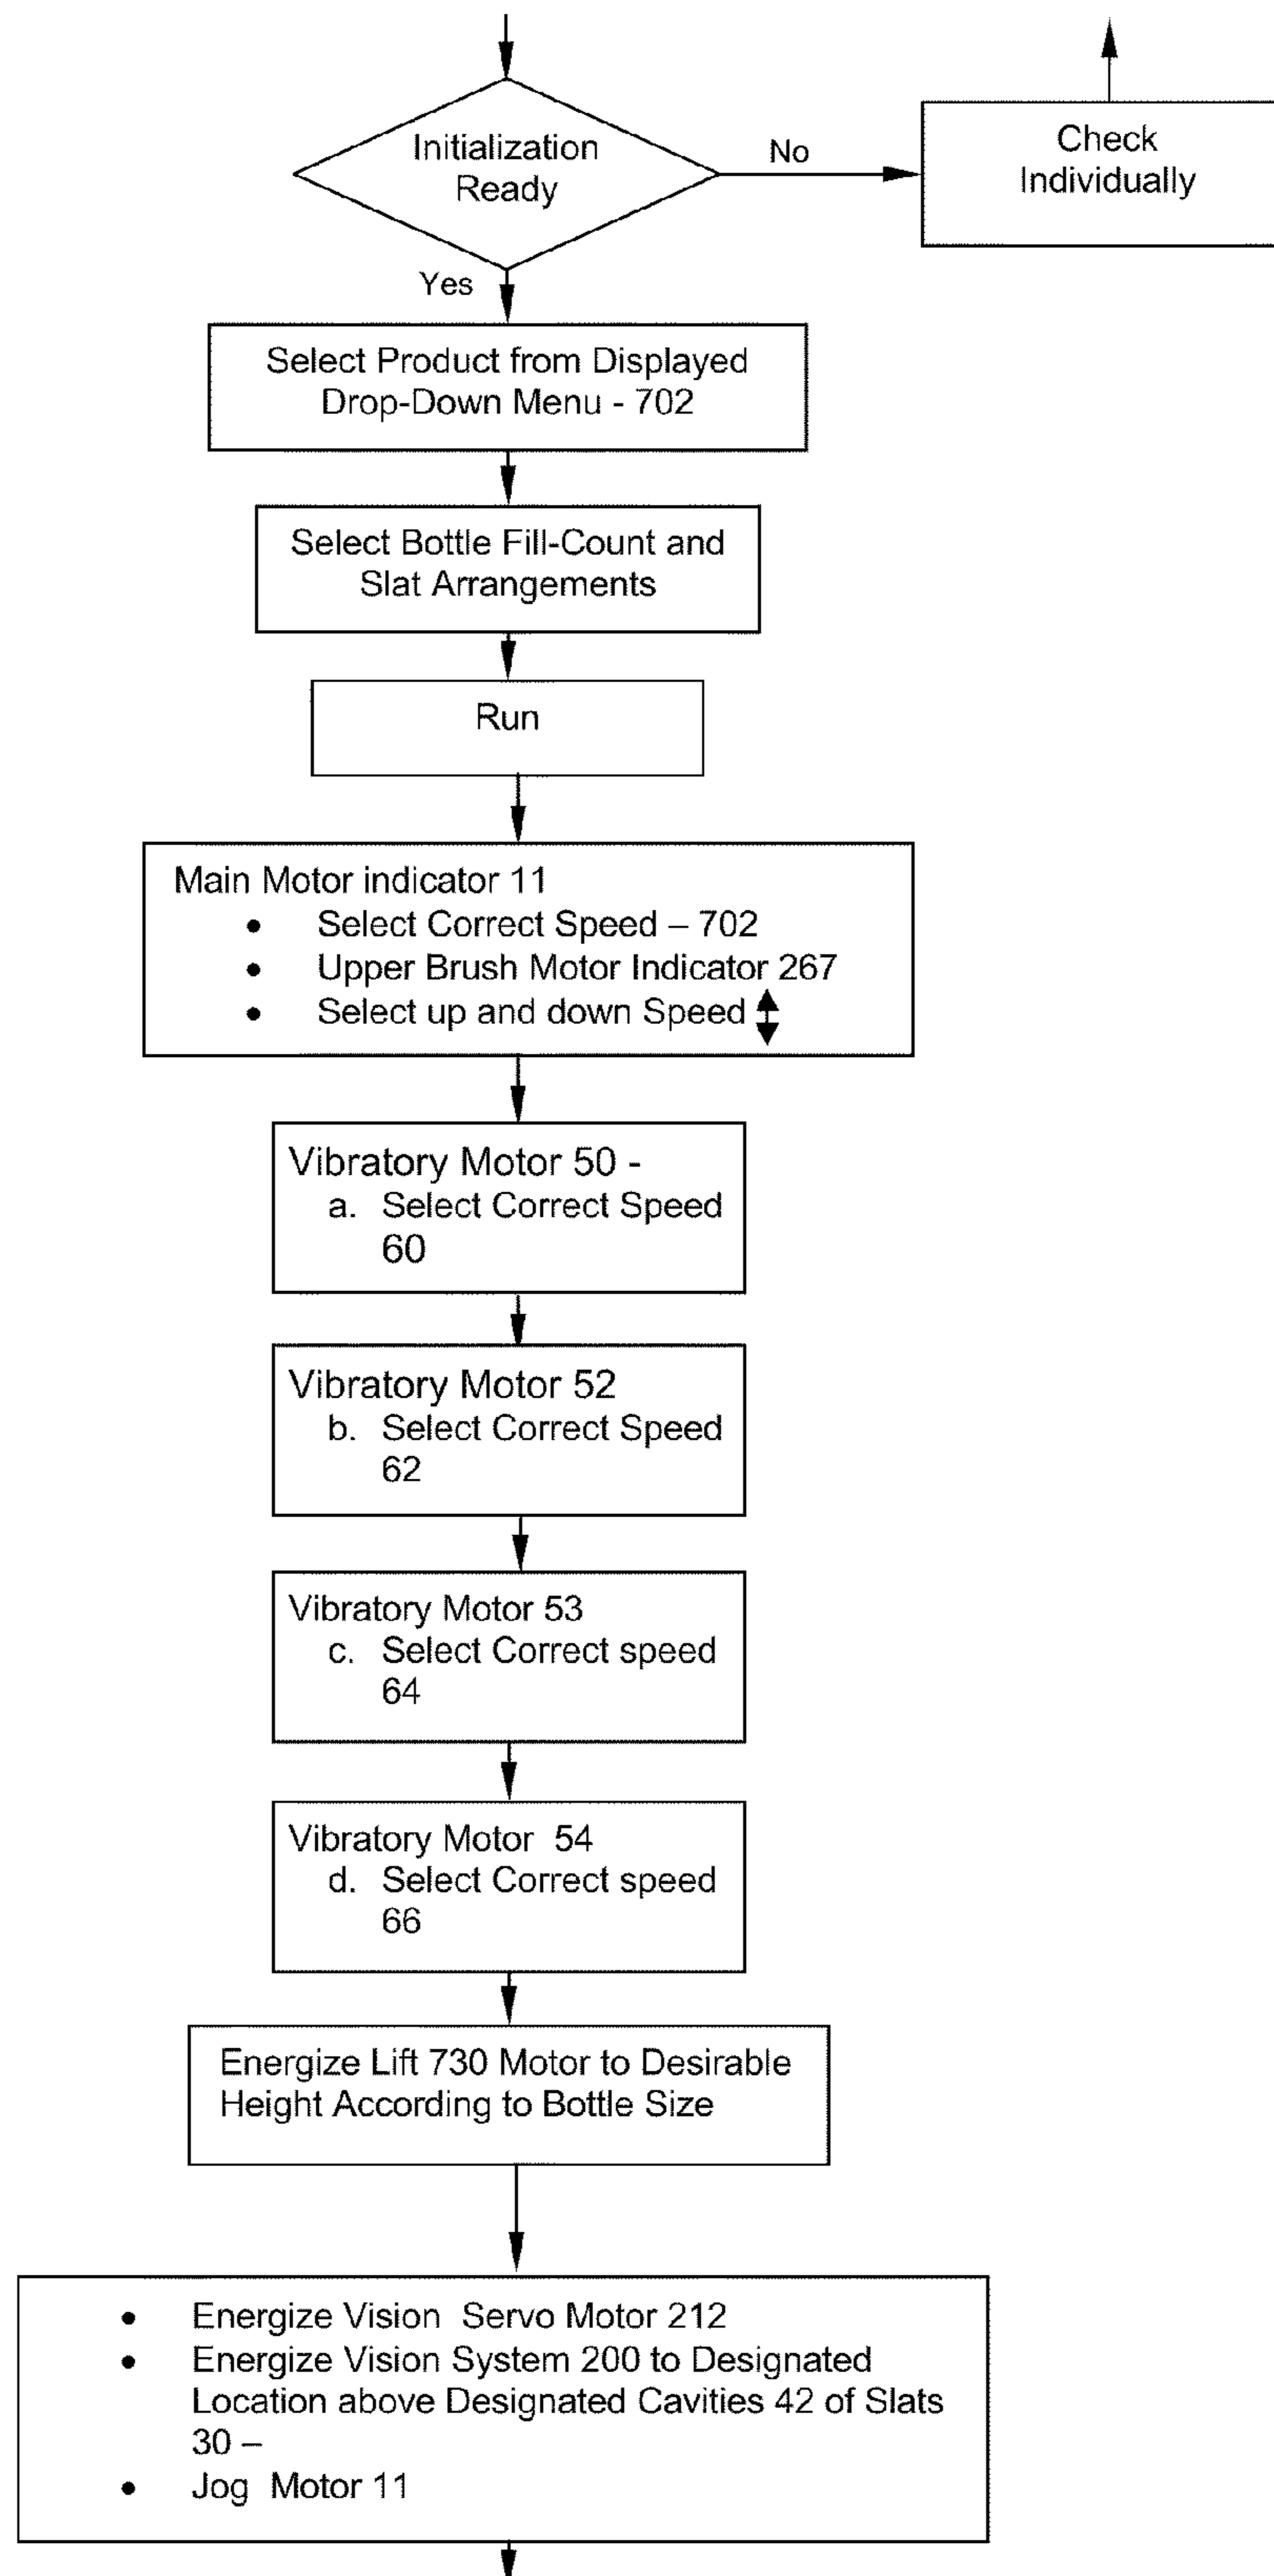 Initialization
Ready
No
Check
Individually
Yes
Select Product from Displayed
Drop-Down Menu - 702
Select Bottle Fill-Count and
Slat Arrangements
Run
Main Motor indicator 11
• Select Correct Speed – 702
• Upper Brush Motor Indicator 267
• Select up and down Speed
Vibratory Motor 50 -
a. Select Correct Speed
60
Vibratory Motor 52
b. Select Correct Speed
62
Vibratory Motor 53
c. Select Correct speed
64
Vibratory Motor 54
d. Select Correct speed
66
Energize Lift 730 Motor to Desirable
Height According to Bottle Size
• Energize Vision Servo Motor 212
• Energize Vision System 200 to Designated
Location above Designated Cavities 42 of Slats
30 –
• Jog Motor 11